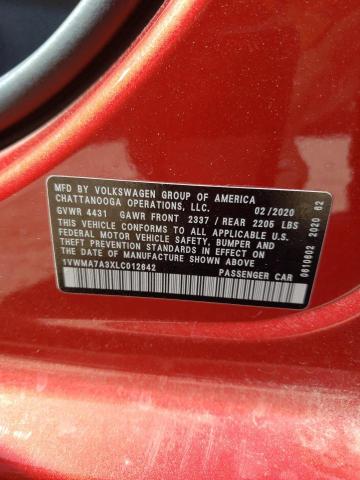 MFD. BY VOLKSWAGEN GROUP OF AMERICA
CHATTANOOGA OPERATIONS, LLC. 02/2020
GVWR 4431 GAWR FRONT 2337 / REAR 2205 LBS
THIS VEHICLE CONFORMS TO ALL APPLICABLE U.S.A.
FEDERAL MOTOR VEHICLE SAFETY, BUMPER AND
THEFT PREVENTION STANDARDS IN EFFECT ON
THE DATE OF MANUFACTURE SHOWN ABOVE.
1VWMA7A3XLC012642 PASSENGER CAR
0610602 2020 62